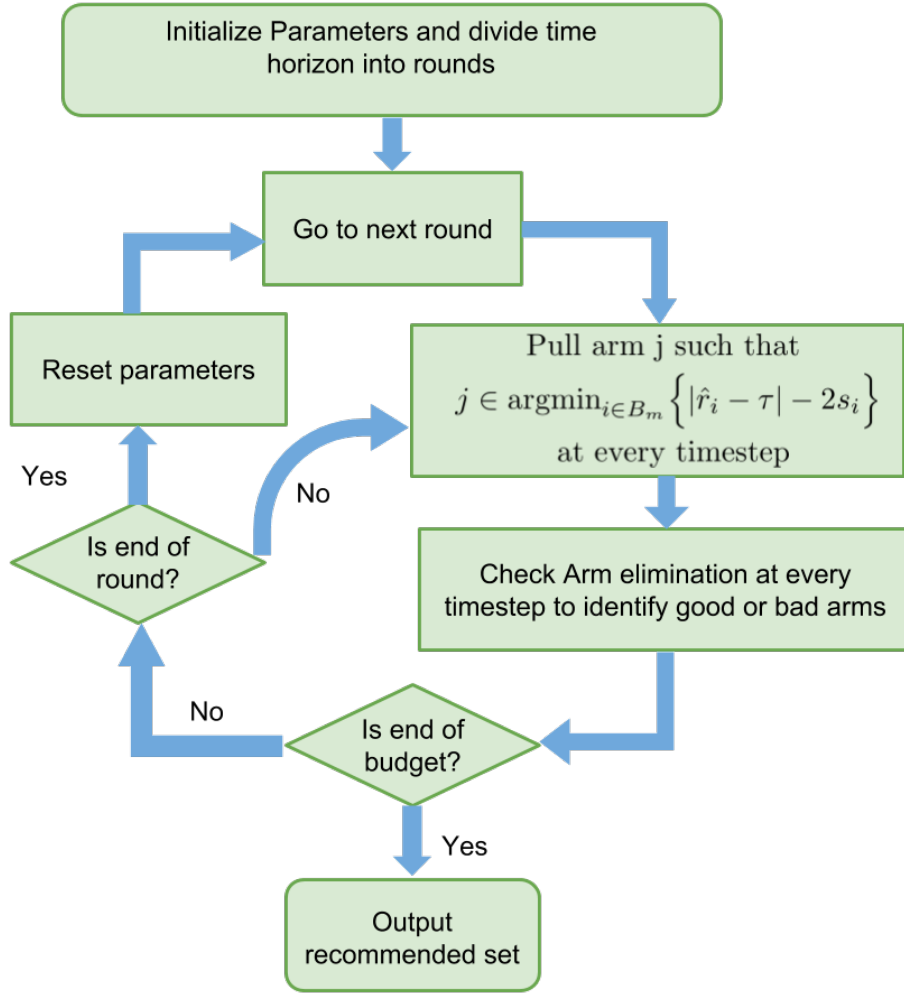 Initialize Parameters and divide time
horizon into rounds
Go to next round
Reset parameters
Pull arm j such that
j ∈ argmin_{i∈B_m} {|r̂_i − τ| − 2s_i}
at every timestep
Yes
No
Is end of
round?
Check Arm elimination at every
timestep to identify good or bad arms
No
Is end of
budget?
Yes
Output
recommended set